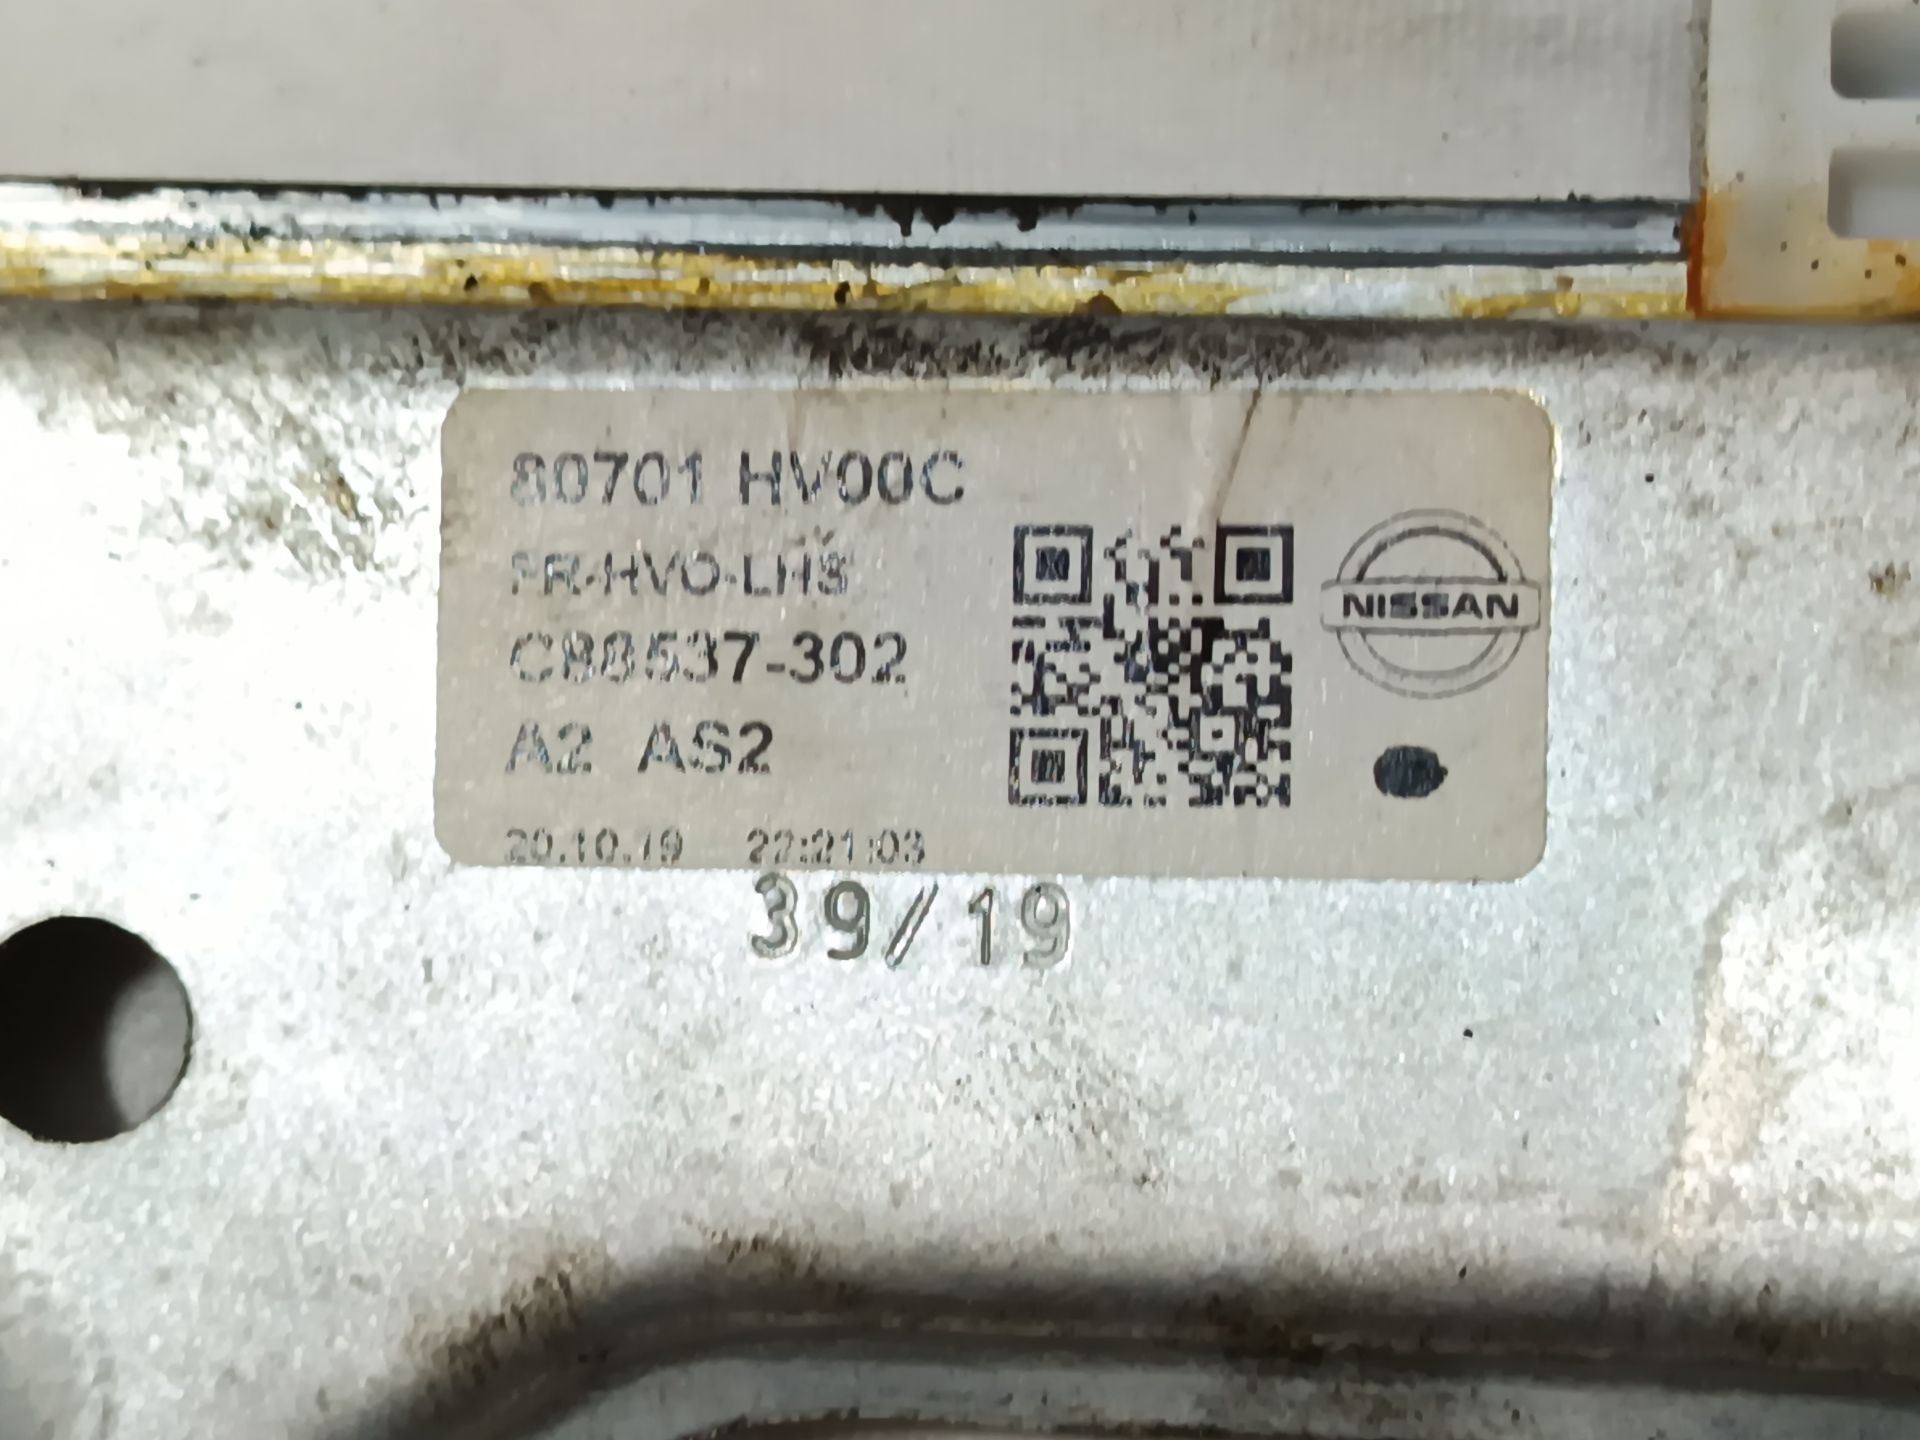 80701 HV00C
FR-HVO-LHS
C88537-302
A2 AS2
NISSAN
20.10.19 22:21:03
39/19